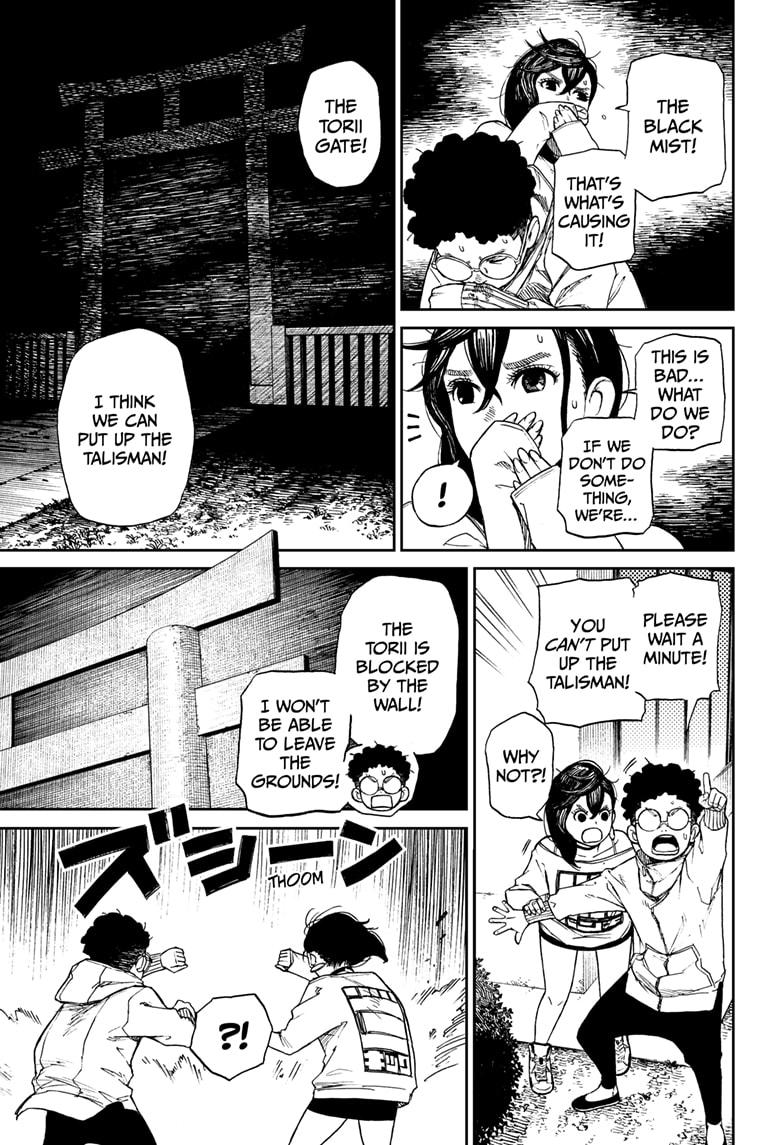 THE
BLACK
MIST!
THAT'S
WHAT'S
CAUSING
IT!
THE
TORII
GATE!
I THINK
WE CAN
PUT UP THE
TALISMAN!
THIS IS
BAD...
WHAT
DO WE
DO?
IF WE
DON'T DO
SOME-
THING,
WE'RE...
!
PLEASE
WAIT A
MINUTE!
YOU
CAN'T PUT
UP THE
TALISMAN!
WHY
NOT?!
THE
TORII IS
BLOCKED
BY THE
WALL!
I WON'T
BE ABLE
TO LEAVE
THE
GROUNDS!
ズシーン
THOOM
?!